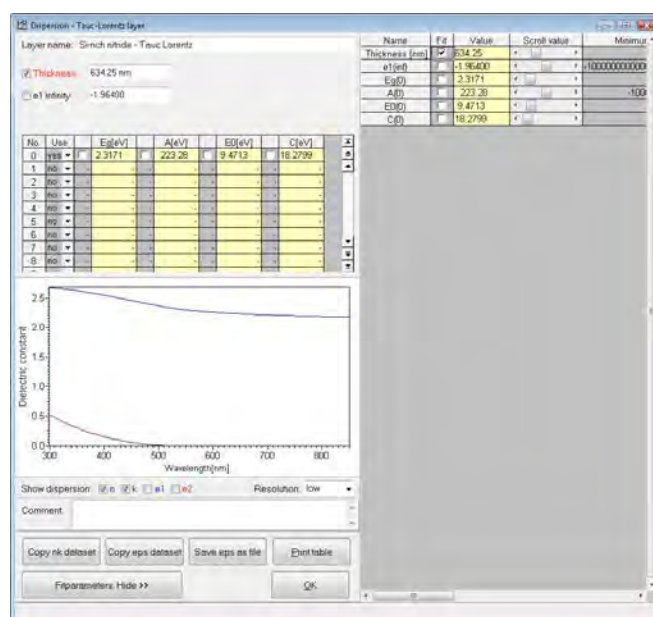 Dispersion - Tauc-Lorentz layer
Layer name: Si-rich nitride - Tauc Lorentz
Thickness: 634.25 nm
e1 infinity -1.96400
No. Use Eg[eV] A[eV] E0[eV] C[eV]
0 yes 2.3171 223.28 9.4713 18.2799
1 no - - - -
2 no - - - -
3 no - - - -
4 no - - - -
5 no - - - -
6 no - - - -
7 no - - - -
8 no - - - -
Name Fit Value Scroll value Minimur
Thickness [nm] 634.25
e1(inf) -1.96400
Eg(0) 2.3171
A(0) 223.28 -100
E0(0) 9.4713
C(0) 18.2799
Dielectric constant
2.5
2.0
1.5
1.0
0.5
0.0
300 400 500 600 700 800
Wavelength[nm]
Show dispersion: n k e1 e2 Resolution: low
Comment:
Copy nk dataset Copy eps dataset Save eps as file Print table
Fitparameters: Hide >> OK